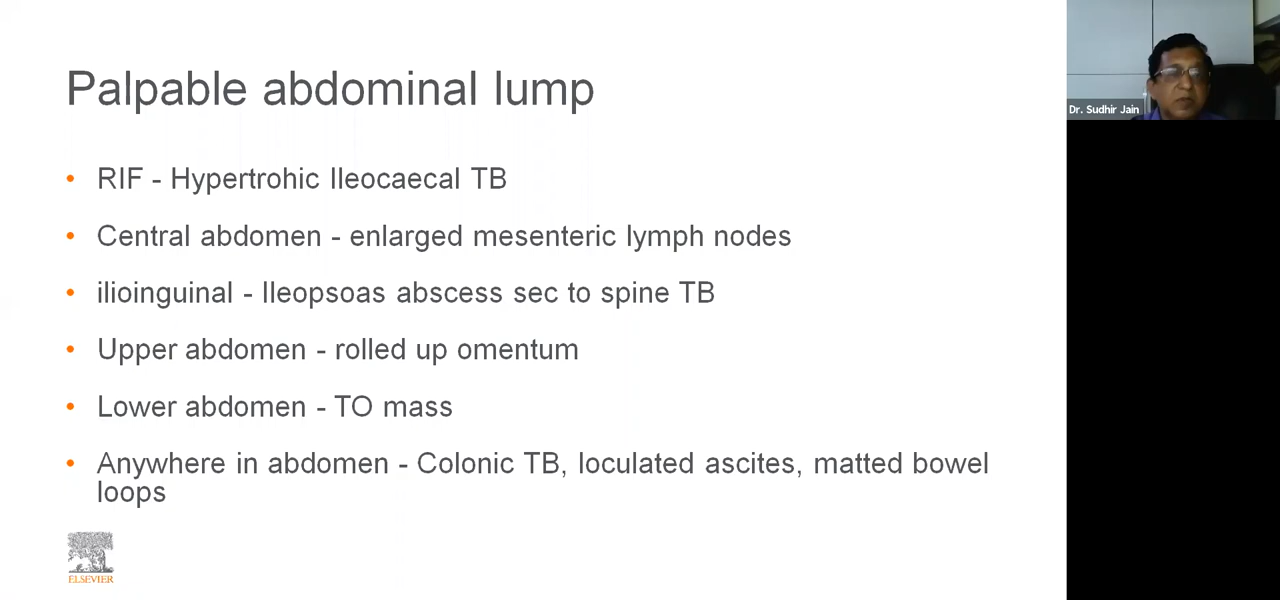 Palpable abdominal lump
Dr. Sudhir Jain
• RIF - Hypertrohic Ileocaecal TB
• Central abdomen - enlarged mesenteric lymph nodes
• ilioinguinal - Ileopsoas abscess sec to spine TB
• Upper abdomen - rolled up omentum
• Lower abdomen - TO mass
• Anywhere in abdomen - Colonic TB, loculated ascites, matted bowel
loops
ELSEVIER